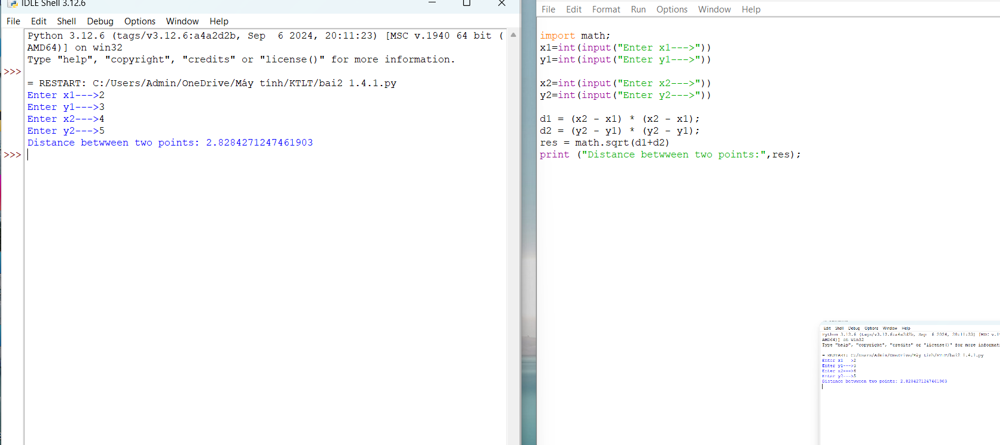 IDLE Shell 3.12.6
File Edit Shell Debug Options Window Help
Python 3.12.6 (tags/v3.12.6:a4a2d2b, Sep  6 2024, 20:11:23) [MSC v.1940 64 bit (
AMD64)] on win32
Type "help", "copyright", "credits" or "license()" for more information.
>>>
= RESTART: C:/Users/Admin/OneDrive/Máy tính/KTLT/bai2 1.4.1.py
Enter x1--->2
Enter y1--->3
Enter x2--->4
Enter y2--->5
Distance betwween two points: 2.8284271247461903
>>>
File Edit Format Run Options Window Help
import math;
x1=int(input("Enter x1--->"))
y1=int(input("Enter y1--->"))
x2=int(input("Enter x2--->"))
y2=int(input("Enter y2--->"))
d1 = (x2 - x1) * (x2 - x1);
d2 = (y2 - y1) * (y2 - y1);
res = math.sqrt(d1+d2)
print ("Distance betwween two points:",res);
Edit Shell Debug Options Window Help
Python 3.12.6 (tags/v3.12.6:a4a2d2b, Sep  6 2024, 20:11:23) [MSC v.1
AMD64)] on win32
Type "help", "copyright", "credits" or "license()" for more informat
= RESTART: C:/Users/Admin/OneDrive/Máy tính/KTLT/bai2 1.4.1.py
Enter x1--->2
Enter y1--->3
Enter x2--->4
Enter y2--->5
Distance betwween two points: 2.8284271247461903